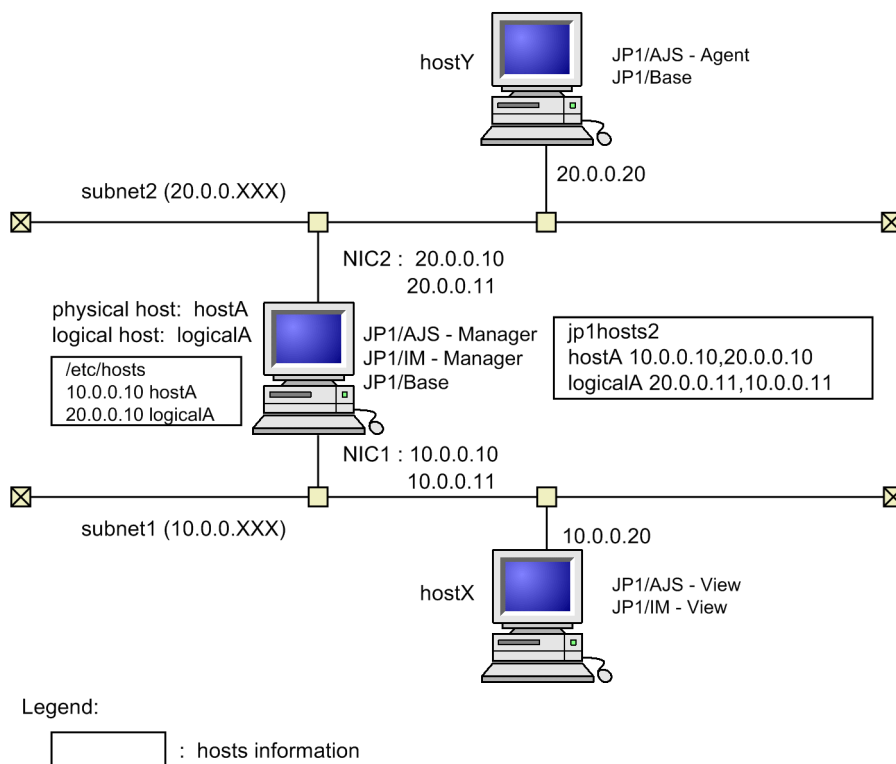 hostY
JP1/AJS - Agent
JP1/Base
20.0.0.20
subnet2 (20.0.0.XXX)
NIC2 :  20.0.0.10
20.0.0.11
physical host:  hostA
logical host:  logicalA
/etc/hosts
10.0.0.10 hostA
20.0.0.10 logicalA
JP1/AJS - Manager
JP1/IM - Manager
JP1/Base
jp1hosts2
hostA 10.0.0.10,20.0.0.10
logicalA 20.0.0.11,10.0.0.11
NIC1 : 10.0.0.10
10.0.0.11
subnet1 (10.0.0.XXX)
10.0.0.20
hostX
JP1/AJS - View
JP1/IM - View
Legend:
:  hosts information